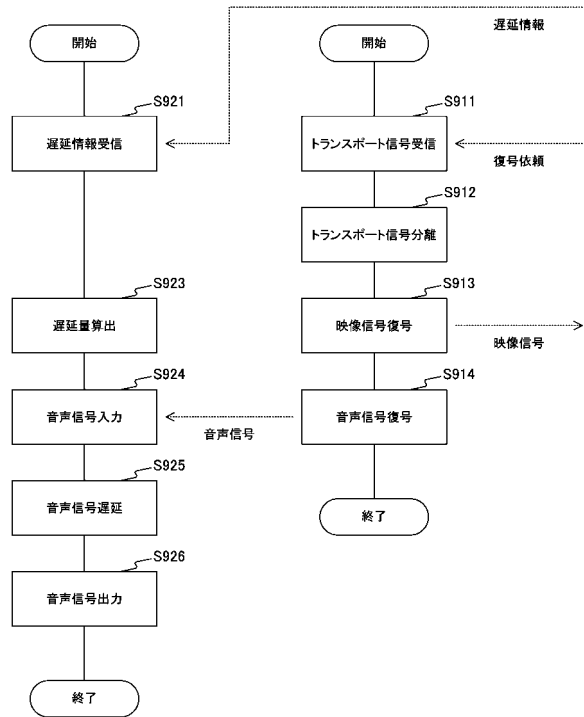 遅延情報
開始
開始
S921
S911
遅延情報受信
トランスポート信号受信
復号依頼
S912
トランスポート信号分離
S923
S913
遅延量算出
映像信号復号
映像信号
S924
S914
音声信号入力
音声信号
音声信号復号
S925
音声信号遅延
終了
S926
音声信号出力
終了